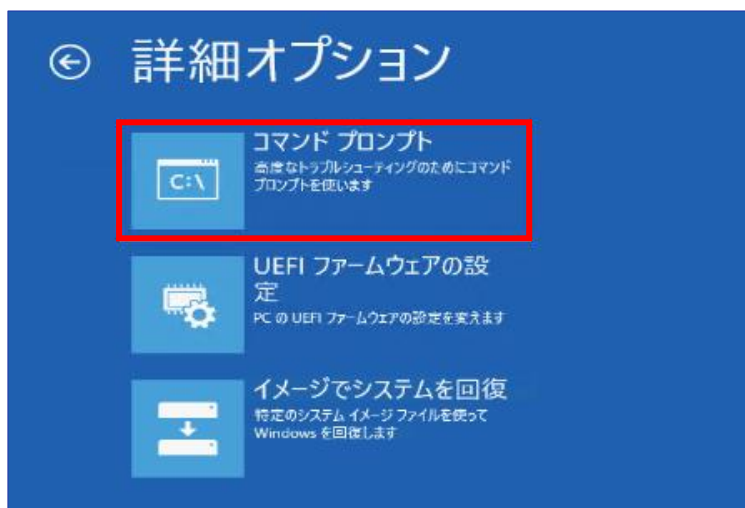 詳細オプション
コマンド プロンプト
高度なトラブルシューティングのためにコマンド
プロンプトを使います
C:\
UEFI ファームウェアの設
定
PC の UEFI ファームウェアの設定を変えます
イメージでシステムを回復
特定のシステム イメージ ファイルを使って
Windows を回復します